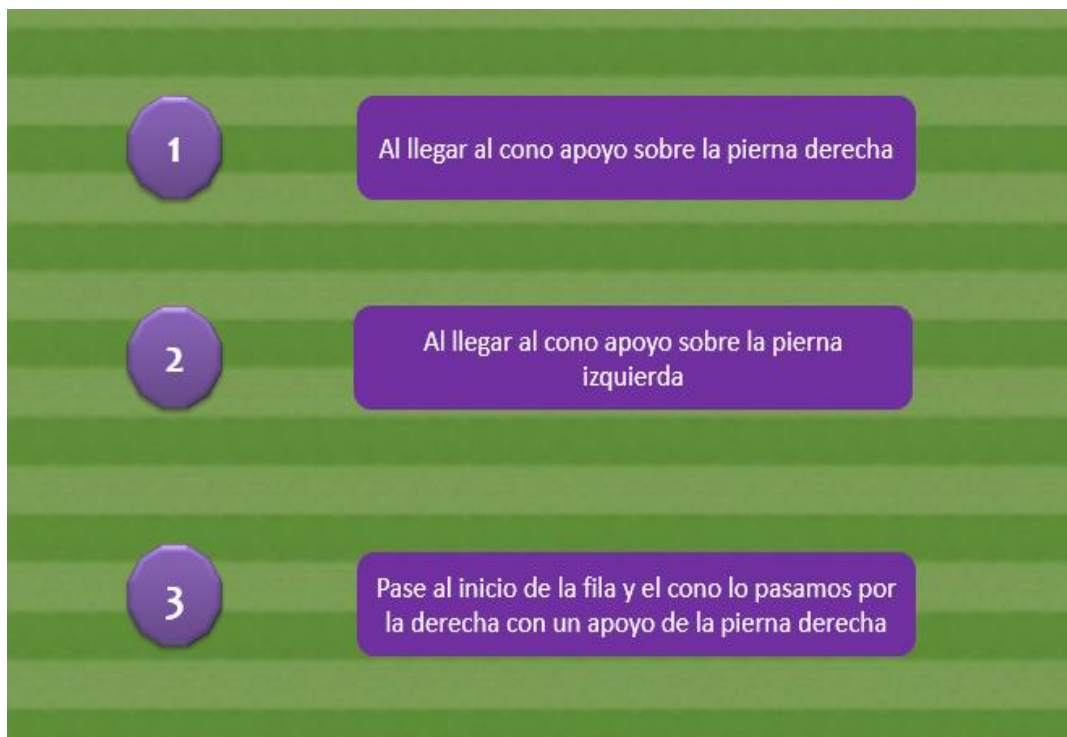 1
Al llegar al cono apoyo sobre la pierna derecha
2
Al llegar al cono apoyo sobre la pierna
izquierda
3
Pase al inicio de la fila y el cono lo pasamos por
la derecha con un apoyo de la pierna derecha